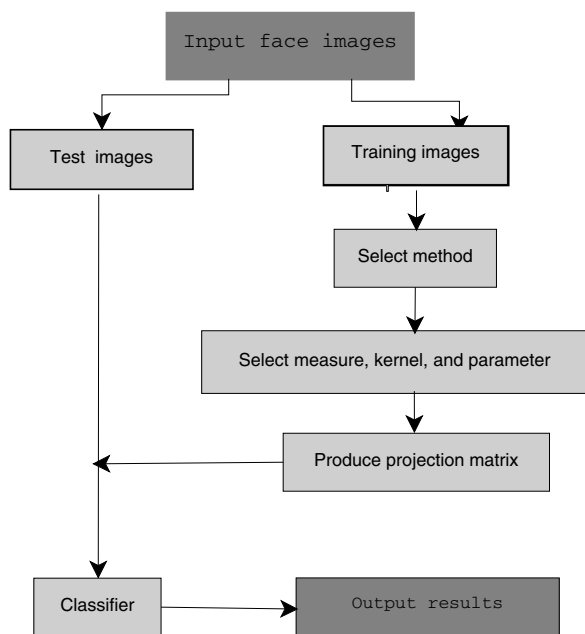 Input face images
Test images
Training images
Select method
Select measure, kernel, and parameter
Produce projection matrix
Classifier
Output results